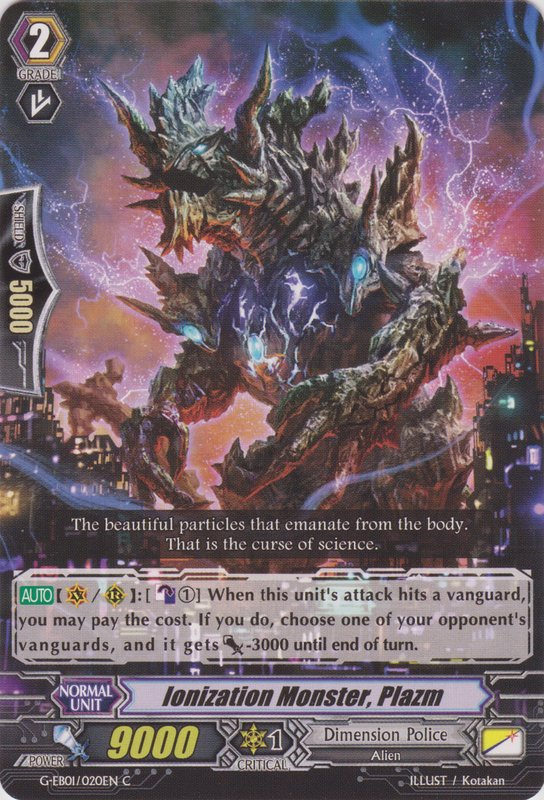 2
GRADE
SHIELD
5000
The beautiful particles that emanate from the body.
That is the curse of science.
AUTO【 V / R 】:[ ①] When this unit's attack hits a vanguard,
you may pay the cost. If you do, choose one of your opponent's
vanguards, and it gets -3000 until end of turn.
NORMAL
UNIT
Ionization Monster, Plazm
POWER
9000
1
CRITICAL
Dimension Police
Alien
G-EB01/020EN C
ILLUST / Kotakan